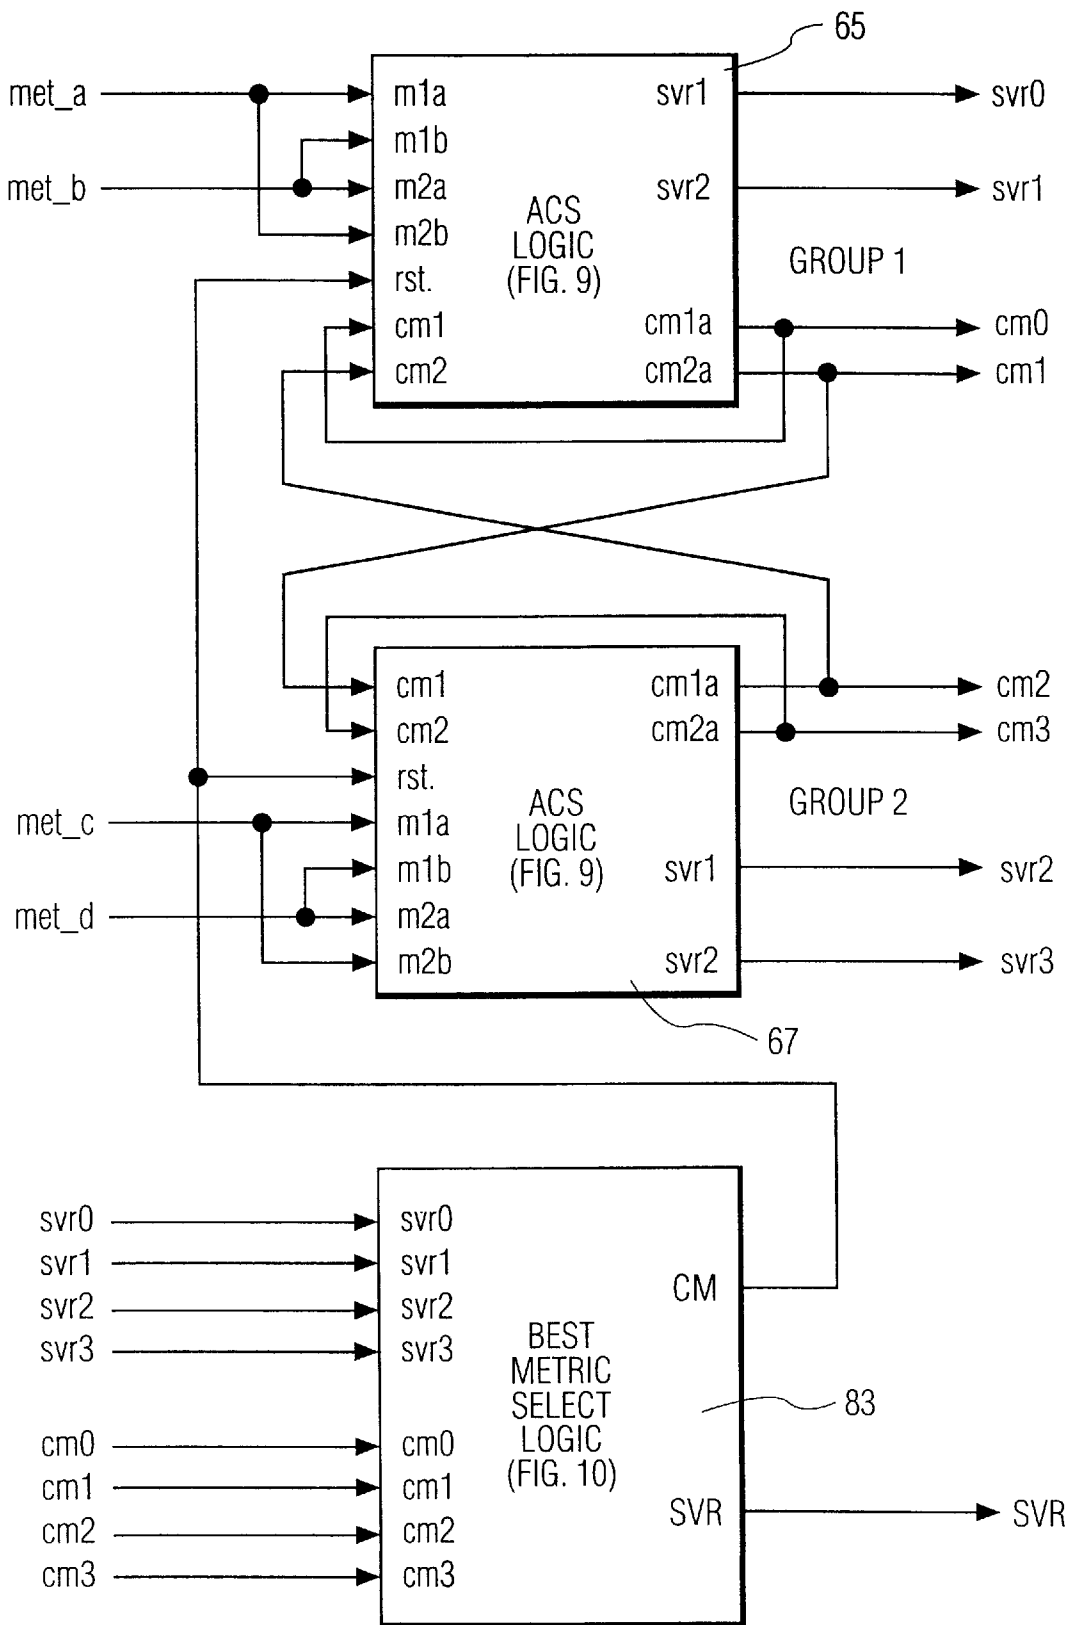 65
met_a
m1a
svr1
svr0
m1b
met_b
m2a
svr2
svr1
m2b
ACS
LOGIC
(FIG. 9)
GROUP 1
rst.
cm1
cm1a
cm0
cm2
cm2a
cm1
cm1
cm1a
cm2
cm2
cm2a
cm3
rst.
ACS
LOGIC
(FIG. 9)
GROUP 2
met_c
m1a
m1b
svr1
svr2
met_d
m2a
m2b
svr2
svr3
67
svr0
svr0
svr1
svr1
CM
svr2
svr2
svr3
svr3
BEST
METRIC
SELECT
LOGIC
(FIG. 10)
83
cm0
cm0
cm1
cm1
cm2
cm2
SVR
SVR
cm3
cm3